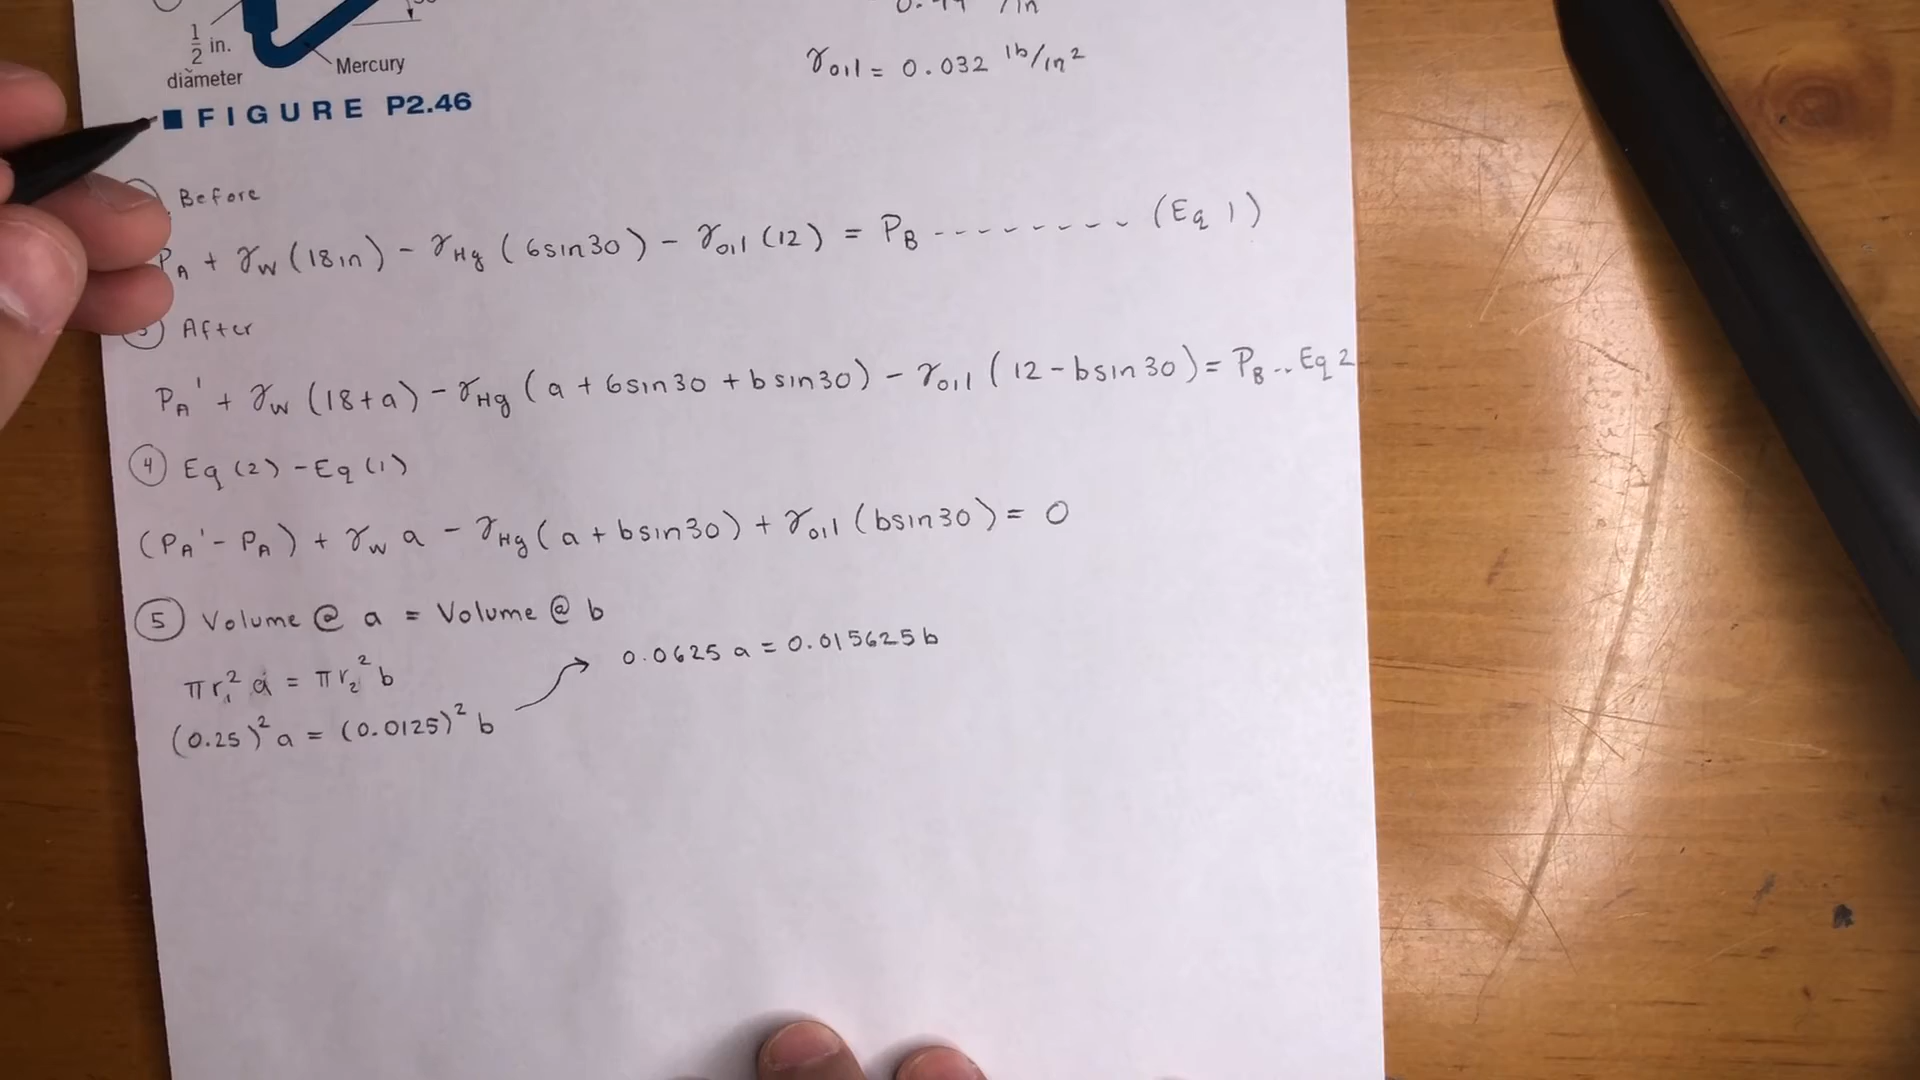 1/2 in.
diameter
Mercury
■ FIGURE P2.46
/in
γoil = 0.032 lb/in²
Before
PA + γw (18in) - γHg (6sin30) - γoil (12) = PB -------- (Eq 1)
After
PA' + γw (18+a) - γHg (a + 6sin30 + bsin30) - γoil (12 - bsin30) = PB .. Eq 2
④ Eq (2) - Eq (1)
(PA' - PA) + γw a - γHg (a + bsin30) + γoil (bsin30) = 0
⑤ Volume @ a = Volume @ b
πr₁² a = πr₂² b
(0.25)² a = (0.0125)² b
0.0625 a = 0.015625 b